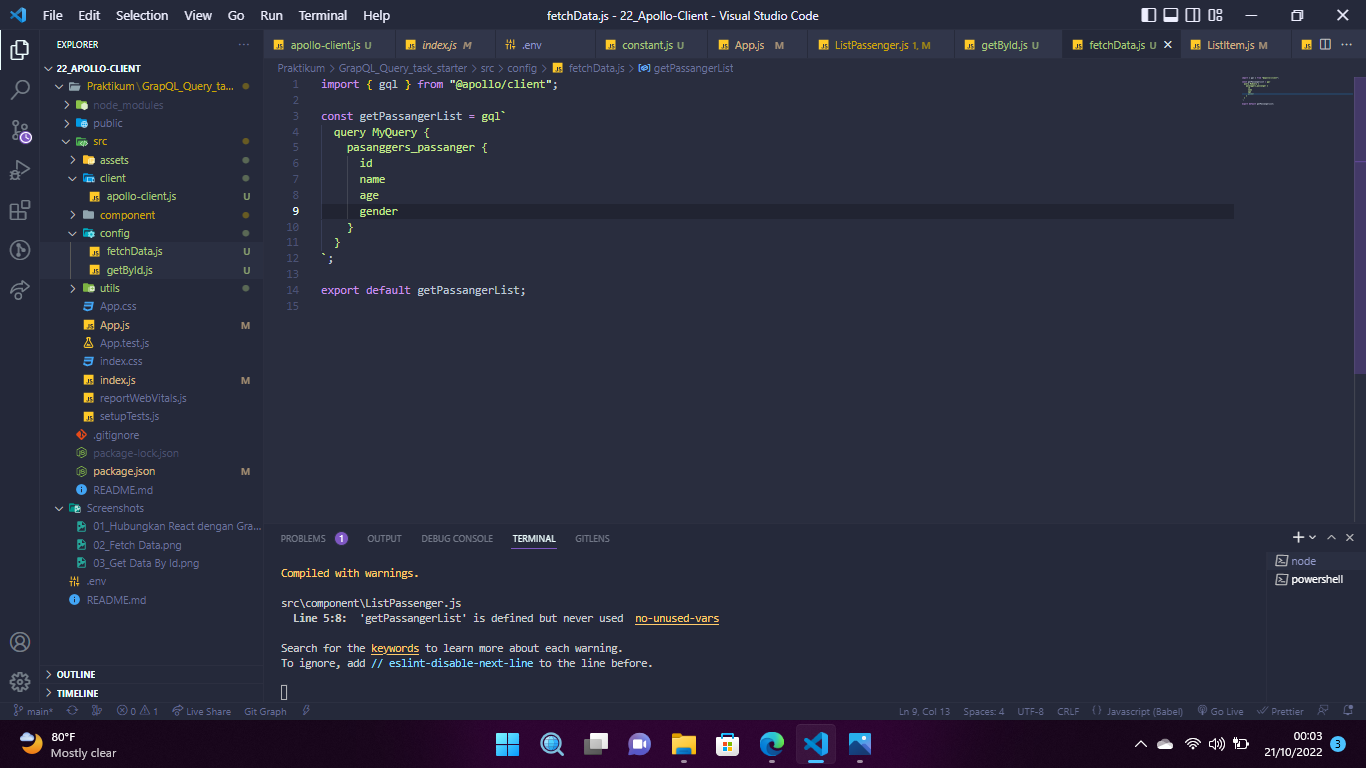 File Edit Selection View Go Run Terminal Help
fetchData.js - 22_Apollo-Client - Visual Studio Code
EXPLORER
22_APOLLO-CLIENT
Praktikum\GrapQL_Query_ta...
node_modules
public
src
assets
client
apollo-client.js U
component
config
fetchData.js U
getById.js U
utils
App.css
App.js M
App.test.js
index.css
index.js M
reportWebVitals.js
setupTests.js
.gitignore
package-lock.json
package.json M
README.md
Screenshots
01_Hubungkan React dengan Gra...
02_Fetch Data.png
03_Get Data By Id.png
.env
README.md
OUTLINE
TIMELINE
apollo-client.js U index.js M .env constant.js U App.js M ListPassenger.js 1, M getById.js U fetchData.js U ListItem.js M
Praktikum > GrapQL_Query_task_starter > src > config > fetchData.js > getPassangerList
1 import { gql } from "@apollo/client";
2
3 const getPassangerList = gql`
4 query MyQuery {
5 pasanggers_passanger {
6 id
7 name
8 age
9 gender
10 }
11 }
12 `;
13
14 export default getPassangerList;
15
PROBLEMS 1 OUTPUT DEBUG CONSOLE TERMINAL GITLENS
Compiled with warnings.
src\component\ListPassenger.js
Line 5:8: 'getPassangerList' is defined but never used no-unused-vars
Search for the keywords to learn more about each warning.
To ignore, add // eslint-disable-next-line to the line before.
node
powershell
main* 0 1 Live Share Git Graph
Ln 9, Col 13 Spaces: 4 UTF-8 CRLF Javascript (Babel) Go Live Prettier
80°F
Mostly clear
00:03
21/10/2022
3